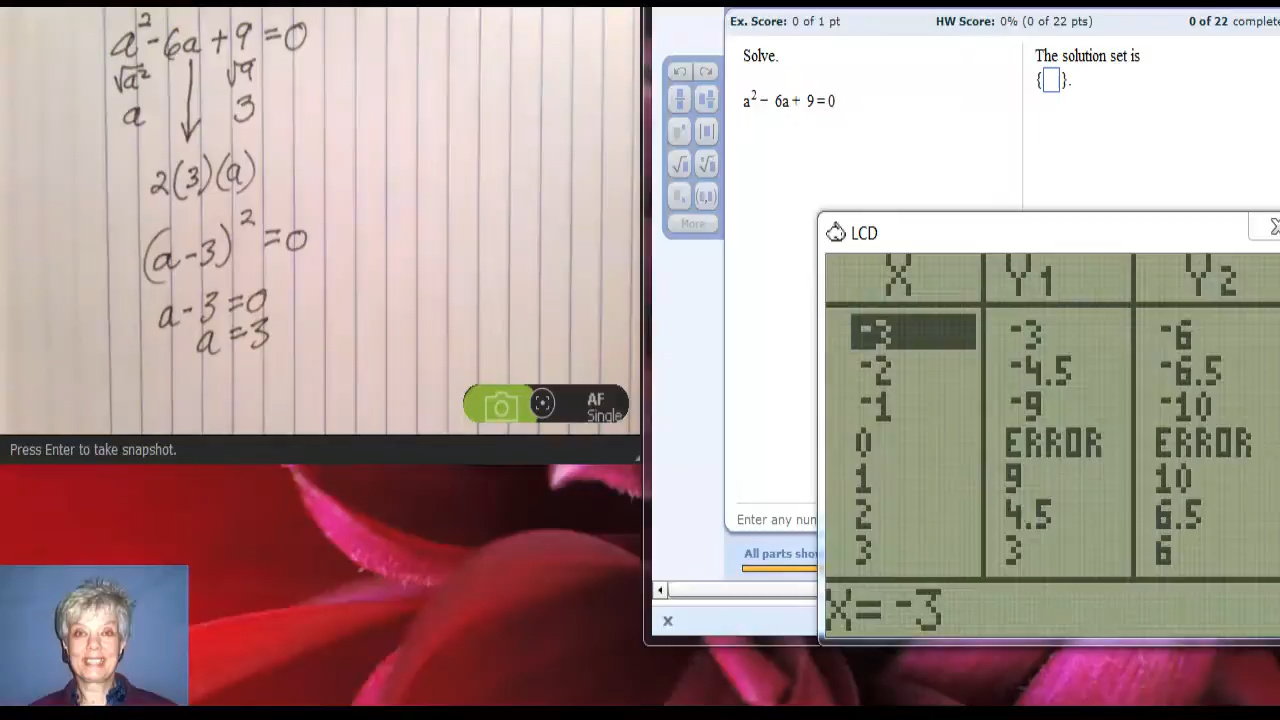 a² - 6a + 9 = 0
√a² √9
a 3
2(3)(a)
(a - 3)² = 0
a - 3 = 0
a = 3
AF
Single
Press Enter to take snapshot.
Ex. Score: 0 of 1 pt
HW Score: 0% (0 of 22 pts)
0 of 22 complete
Solve.
a² - 6a + 9 = 0
The solution set is
{ }.
More
Enter any num
All parts show
LCD
X Y1 Y2
-3 -3 -6
-2 -4.5 -6.5
-1 -9 -10
0 ERROR ERROR
1 9 10
2 4.5 6.5
3 3 6
X= -3